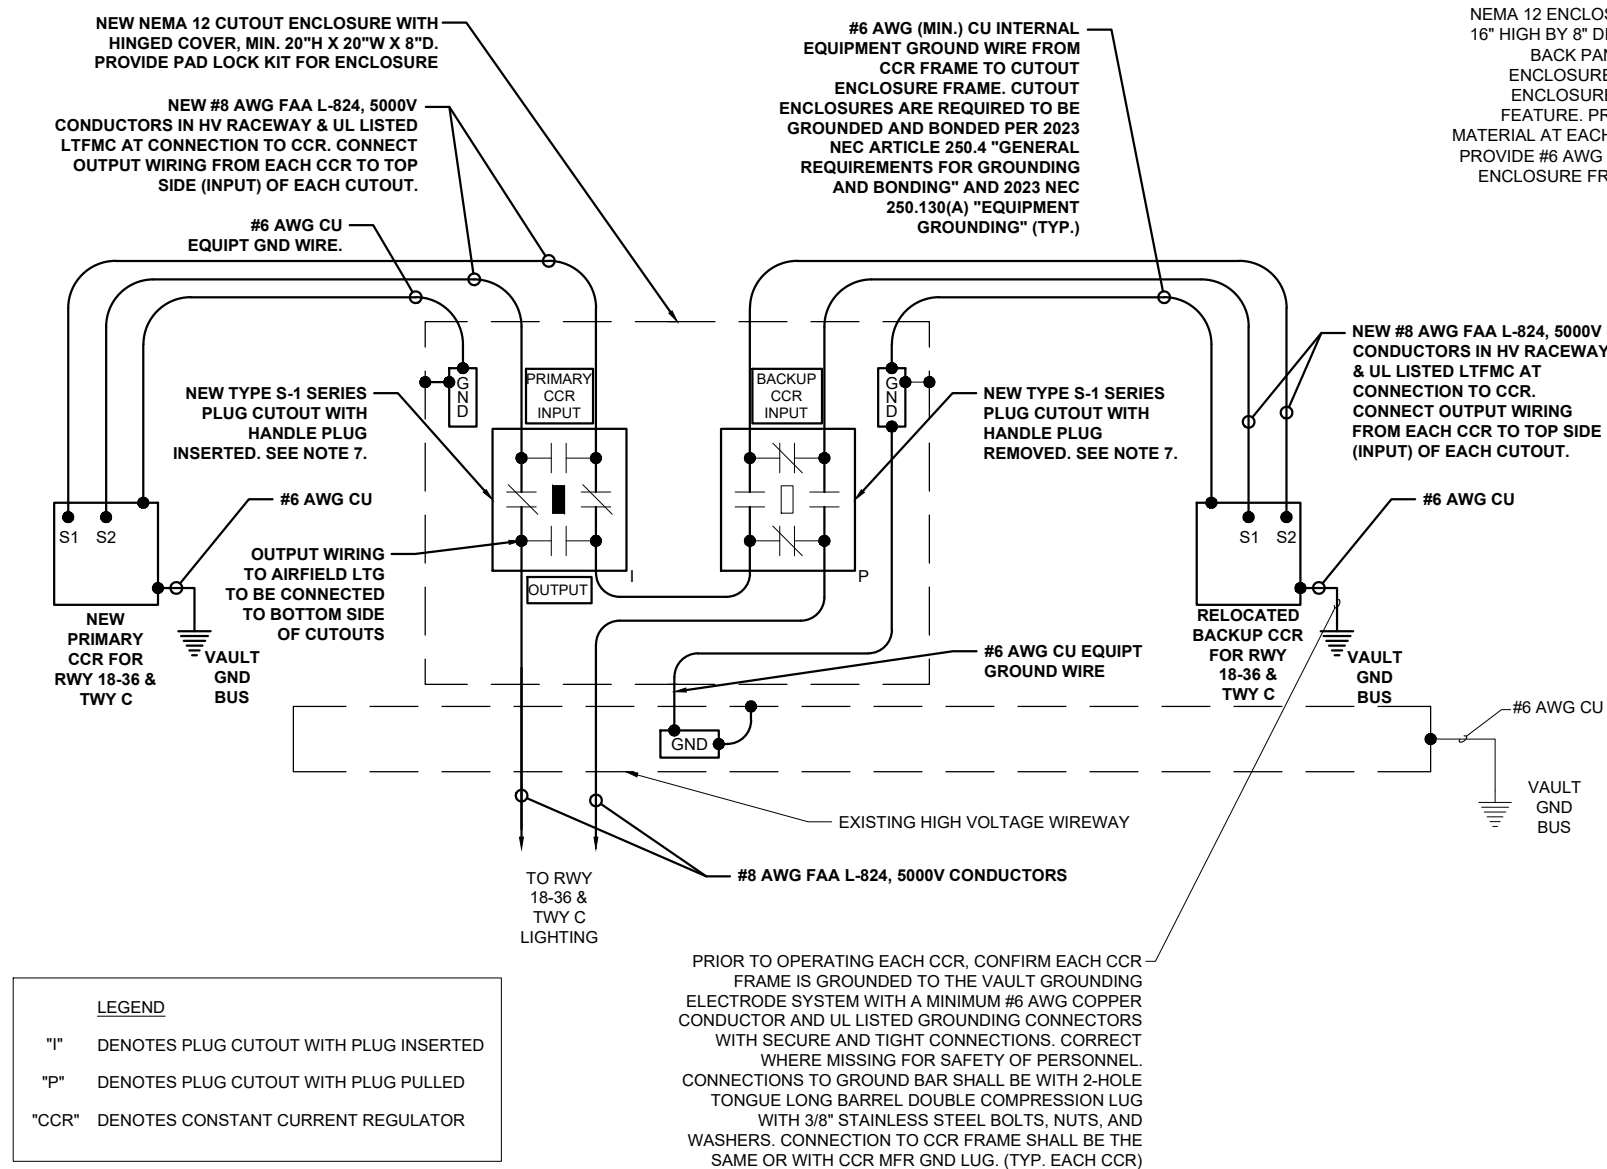 NEW NEMA 12 CUTOUT ENCLOSURE WITH
HINGED COVER, MIN. 20"H X 20"W X 8"D.
PROVIDE PAD LOCK KIT FOR ENCLOSURE
NEW #8 AWG FAA L-824, 5000V
CONDUCTORS IN HV RACEWAY & UL LISTED
LTFMC AT CONNECTION TO CCR. CONNECT
OUTPUT WIRING FROM EACH CCR TO TOP
SIDE (INPUT) OF EACH CUTOUT.
#6 AWG CU
EQUIPT GND WIRE.
#6 AWG (MIN.) CU INTERNAL
EQUIPMENT GROUND WIRE FROM
CCR FRAME TO CUTOUT
ENCLOSURE FRAME. CUTOUT
ENCLOSURES ARE REQUIRED TO BE
GROUNDED AND BONDED PER 2023
NEC ARTICLE 250.4 "GENERAL
REQUIREMENTS FOR GROUNDING
AND BONDING" AND 2023 NEC
250.130(A) "EQUIPMENT
GROUNDING" (TYP.)
NEMA 12 ENCLOS
16" HIGH BY 8" D
BACK PAN
ENCLOSURE
ENCLOSURE
FEATURE. PR
MATERIAL AT EACH
PROVIDE #6 AWG
ENCLOSURE FR
NEW #8 AWG FAA L-824, 5000V
CONDUCTORS IN HV RACEWAY
& UL LISTED LTFMC AT
CONNECTION TO CCR.
CONNECT OUTPUT WIRING
FROM EACH CCR TO TOP SIDE
(INPUT) OF EACH CUTOUT.
NEW TYPE S-1 SERIES
PLUG CUTOUT WITH
HANDLE PLUG
INSERTED. SEE NOTE 7.
GND
PRIMARY
CCR
INPUT
BACKUP
CCR
INPUT
GND
NEW TYPE S-1 SERIES
PLUG CUTOUT WITH
HANDLE PLUG
REMOVED. SEE NOTE 7.
#6 AWG CU
#6 AWG CU
S1 S2
S1 S2
OUTPUT WIRING
TO AIRFIELD LTG
TO BE CONNECTED
TO BOTTOM SIDE
OF CUTOUTS
OUTPUT
I
P
NEW
PRIMARY
CCR FOR
RWY 18-36 &
TWY C
VAULT
GND
BUS
#6 AWG CU EQUIPT
GROUND WIRE
RELOCATED
BACKUP CCR
FOR RWY
18-36 &
TWY C
VAULT
GND
BUS
GND
#6 AWG CU
VAULT
GND
BUS
EXISTING HIGH VOLTAGE WIREWAY
#8 AWG FAA L-824, 5000V CONDUCTORS
TO RWY
18-36 &
TWY C
LIGHTING
PRIOR TO OPERATING EACH CCR, CONFIRM EACH CCR
FRAME IS GROUNDED TO THE VAULT GROUNDING
ELECTRODE SYSTEM WITH A MINIMUM #6 AWG COPPER
CONDUCTOR AND UL LISTED GROUNDING CONNECTORS
WITH SECURE AND TIGHT CONNECTIONS. CORRECT
WHERE MISSING FOR SAFETY OF PERSONNEL.
CONNECTIONS TO GROUND BAR SHALL BE WITH 2-HOLE
TONGUE LONG BARREL DOUBLE COMPRESSION LUG
WITH 3/8" STAINLESS STEEL BOLTS, NUTS, AND
WASHERS. CONNECTION TO CCR FRAME SHALL BE THE
SAME OR WITH CCR MFR GND LUG. (TYP. EACH CCR)
LEGEND
"I" DENOTES PLUG CUTOUT WITH PLUG INSERTED
"P" DENOTES PLUG CUTOUT WITH PLUG PULLED
"CCR" DENOTES CONSTANT CURRENT REGULATOR